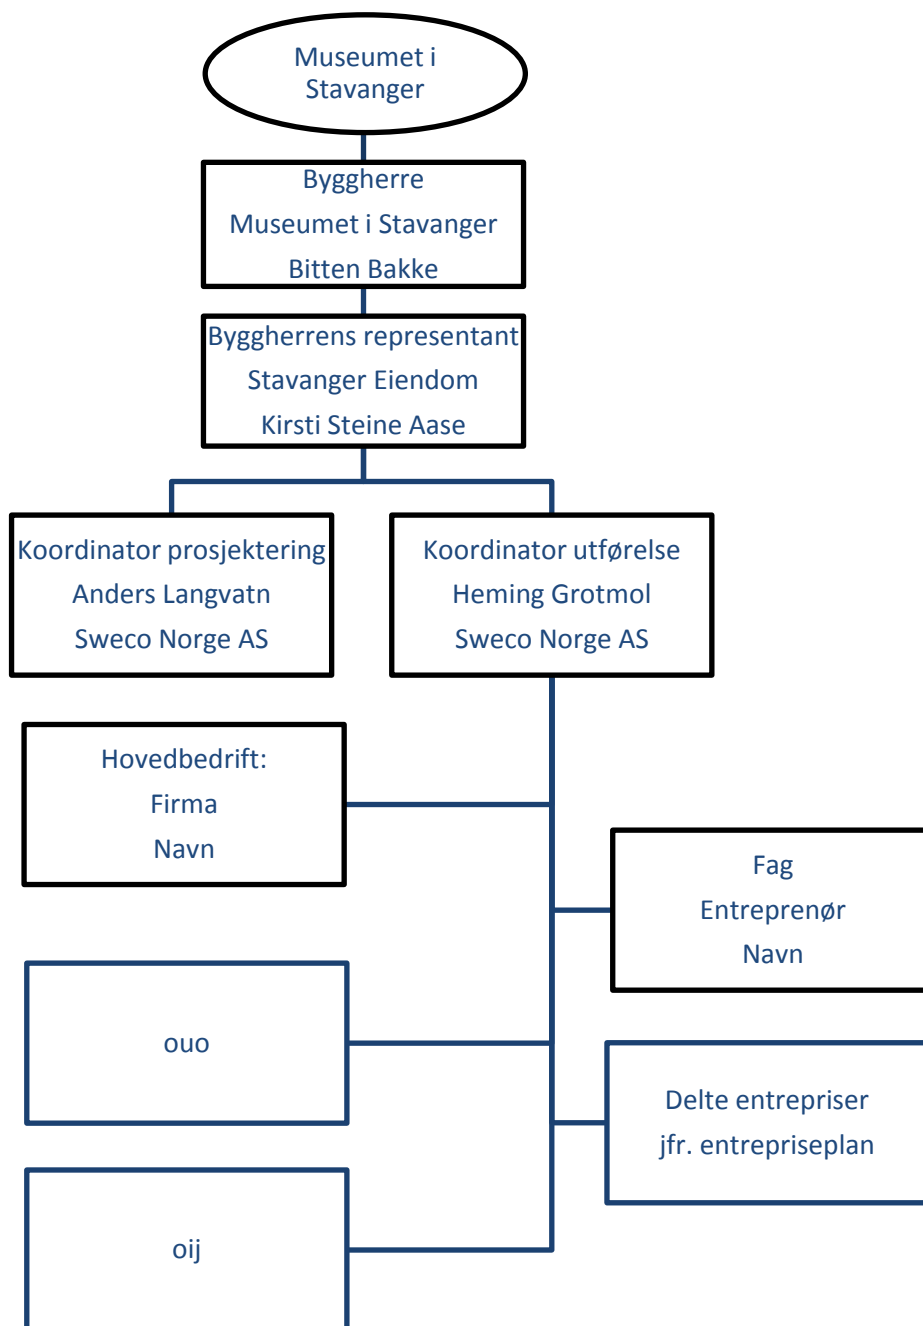 Museumet i
Stavanger
Byggherre
Museumet i Stavanger
Bitten Bakke
Byggherrens representant
Stavanger Eiendom
Kirsti Steine Aase
Koordinator prosjektering
Anders Langvatn
Sweco Norge AS
Koordinator utførelse
Heming Grotmol
Sweco Norge AS
Hovedbedrift:
Firma
Navn
Fag
Entreprenør
Navn
ouo
Delte entrepriser
jfr. entrepriseplan
oij